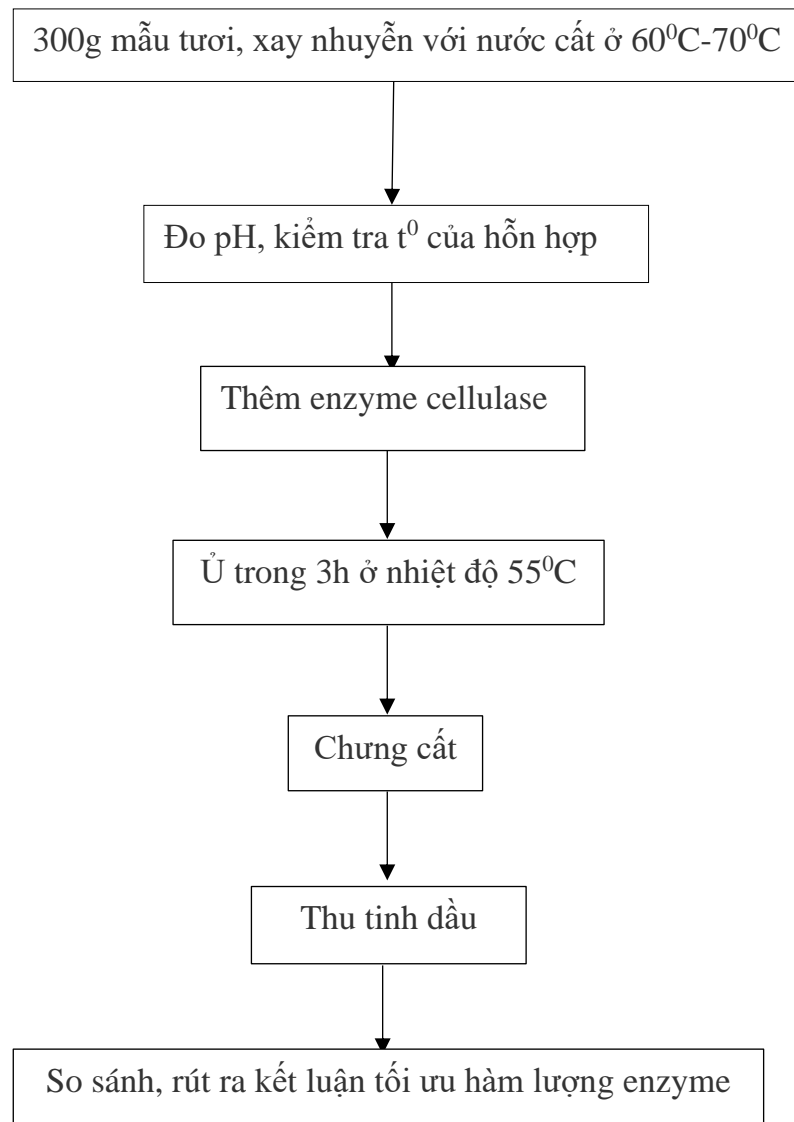 300g mẫu tươi, xay nhuyễn với nước cất ở 60⁰C-70⁰C
Đo pH, kiểm tra t⁰ của hỗn hợp
Thêm enzyme cellulase
Ủ trong 3h ở nhiệt độ 55⁰C
Chưng cất
Thu tinh dầu
So sánh, rút ra kết luận tối ưu hàm lượng enzyme